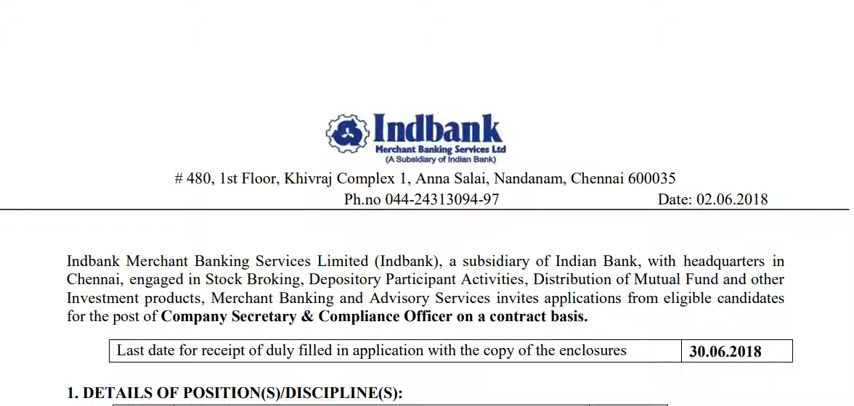 Indbank
Merchant Banking Services Ltd
(A Subsidiary of Indian Bank)
# 480, 1st Floor, Khivraj Complex 1, Anna Salai, Nandanam, Chennai 600035
Ph.no 044-24313094-97 Date: 02.06.2018
Indbank Merchant Banking Services Limited (Indbank), a subsidiary of Indian Bank, with headquarters in
Chennai, engaged in Stock Broking, Depository Participant Activities, Distribution of Mutual Fund and other
Investment products, Merchant Banking and Advisory Services invites applications from eligible candidates
for the post of Company Secretary & Compliance Officer on a contract basis.
Last date for receipt of duly filled in application with the copy of the enclosures 30.06.2018
1. DETAILS OF POSITION(S)/DISCIPLINE(S):